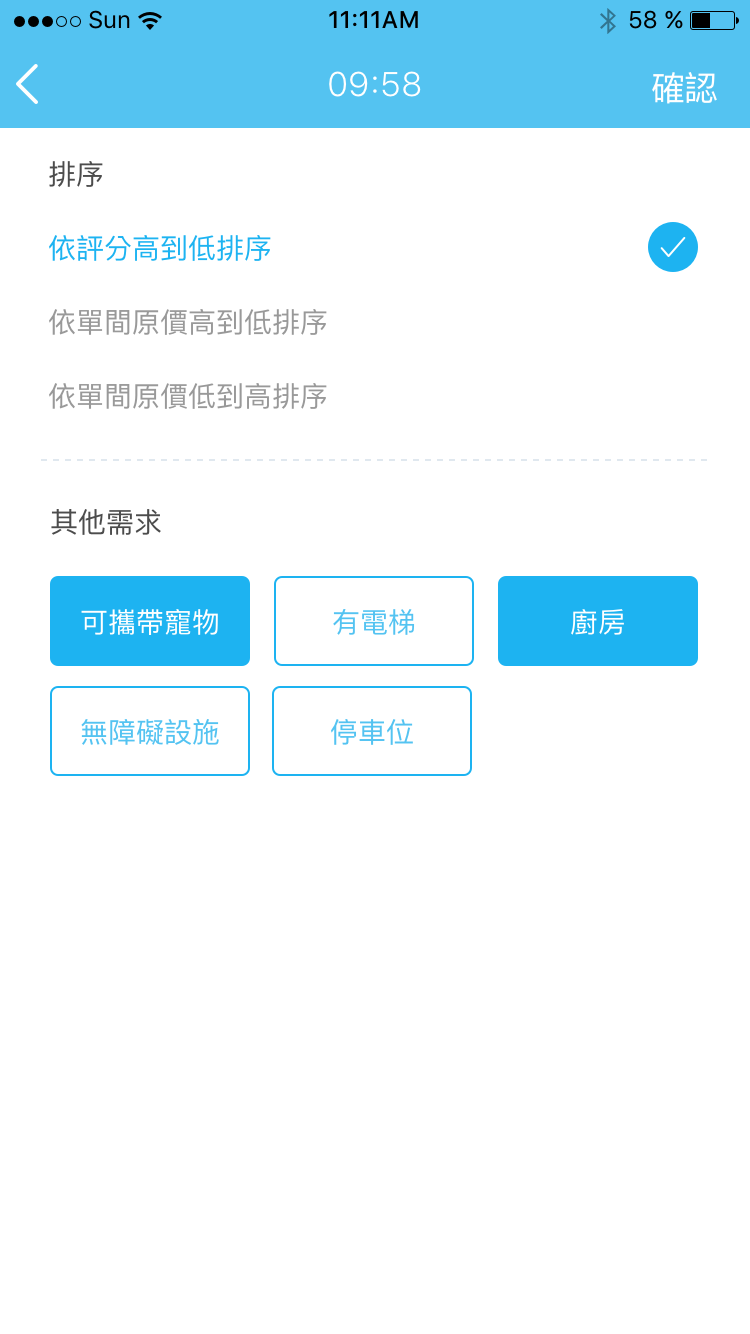 Sun 11:11AM 58 %
09:58 確認
排序
依評分高到低排序
依單間原價高到低排序
依單間原價低到高排序
其他需求
可攜帶寵物 有電梯 廚房
無障礙設施 停車位